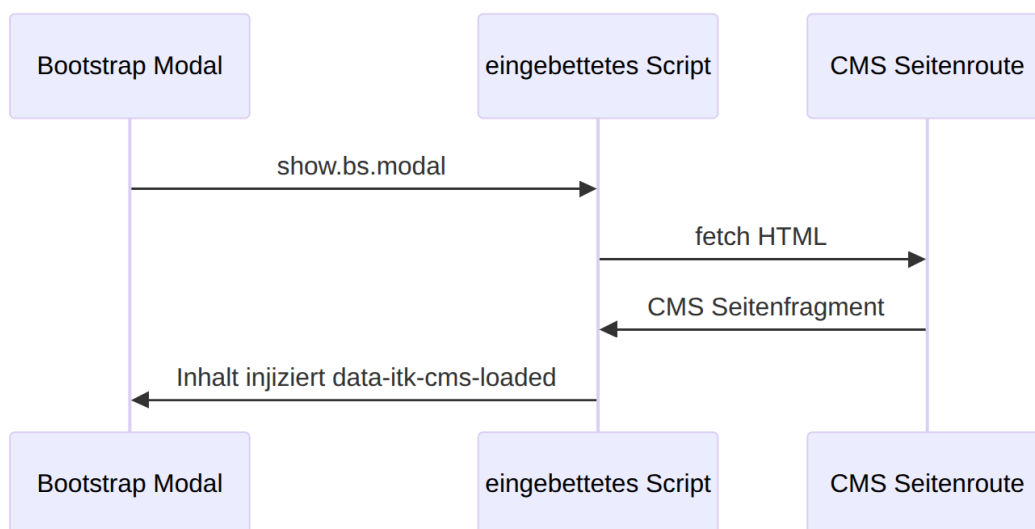 Bootstrap Modal
eingebettetes Script
CMS Seitenroute
show.bs.modal
fetch HTML
CMS Seitenfragment
Inhalt injiziert data-itk-cms-loaded
Bootstrap Modal
eingebettetes Script
CMS Seitenroute